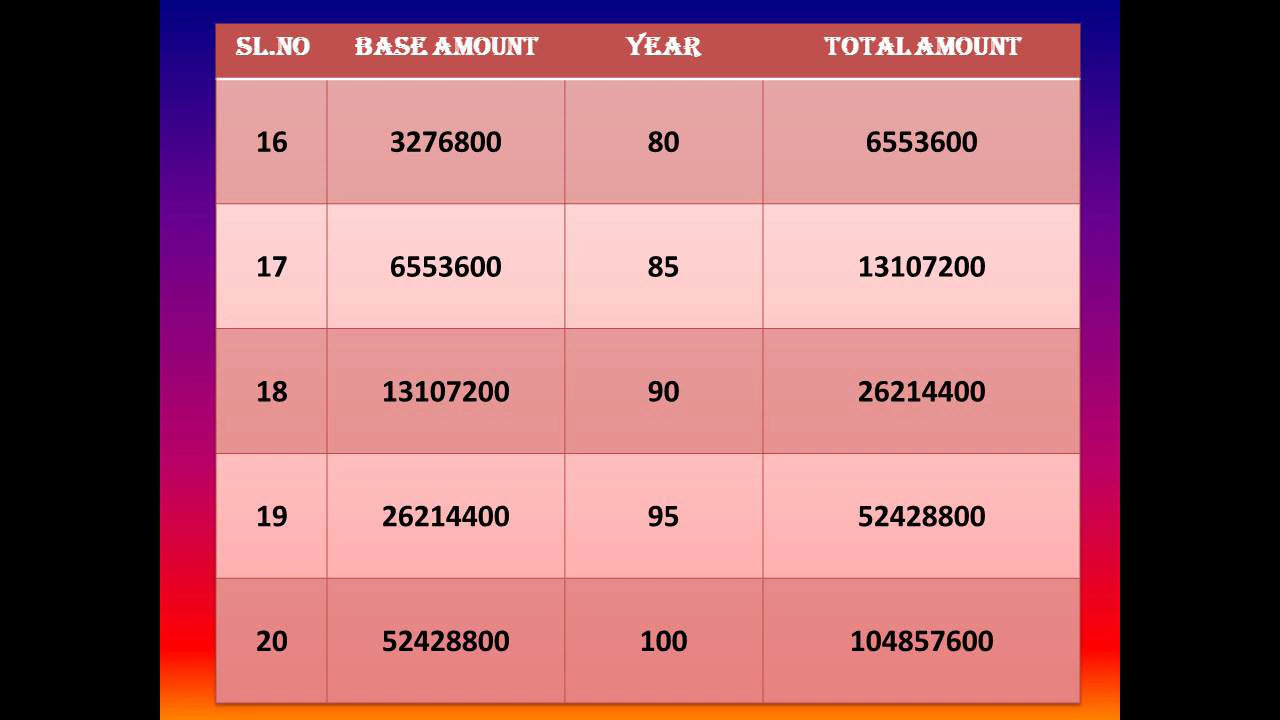 SL.NO BASE AMOUNT YEAR TOTAL AMOUNT
16 3276800 80 6553600
17 6553600 85 13107200
18 13107200 90 26214400
19 26214400 95 52428800
20 52428800 100 104857600